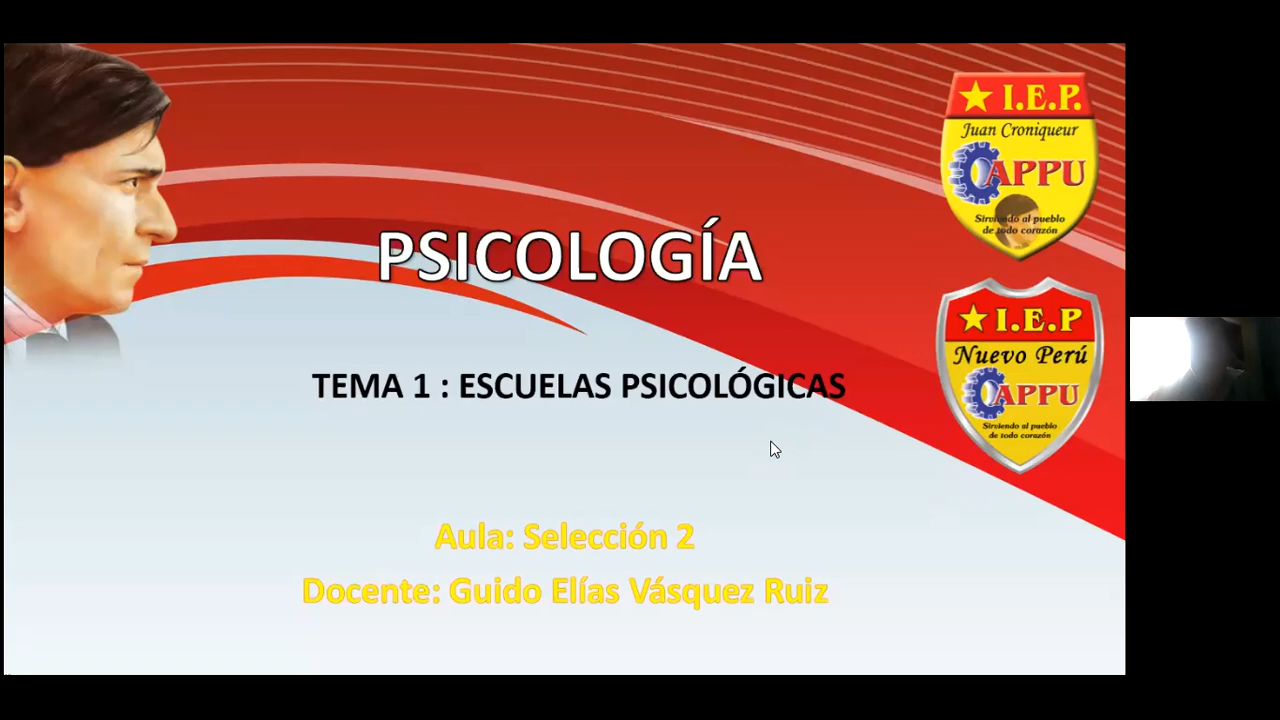 PSICOLOGÍA
TEMA 1 : ESCUELAS PSICOLÓGICAS
Aula: Selección 2
Docente: Guido Elías Vásquez Ruiz
I.E.P.
Juan Croniqueur
CAPPU
Sirviendo al pueblo
de todo corazón
I.E.P
Nuevo Perú
CAPPU
Sirviendo al pueblo
de todo corazón